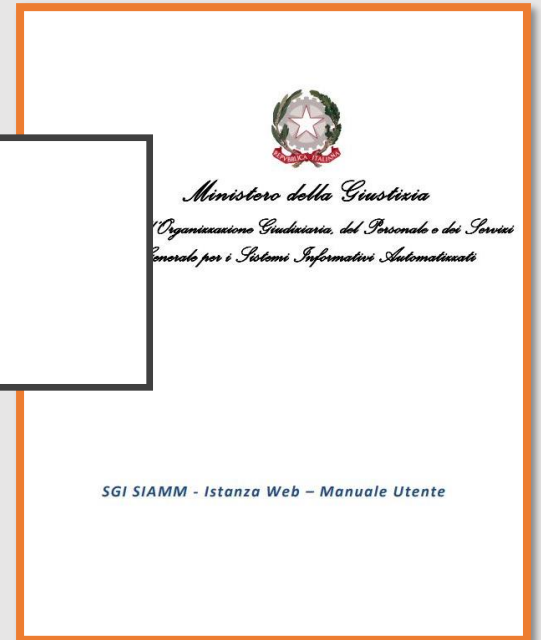 REPVBLICA ITALIANA
Ministero della Giustizia
l'Organizzazione Giudiziaria, del Personale e dei Servizi
Generale per i Sistemi Informativi Automatizzati
SGI SIAMM - Istanza Web – Manuale Utente